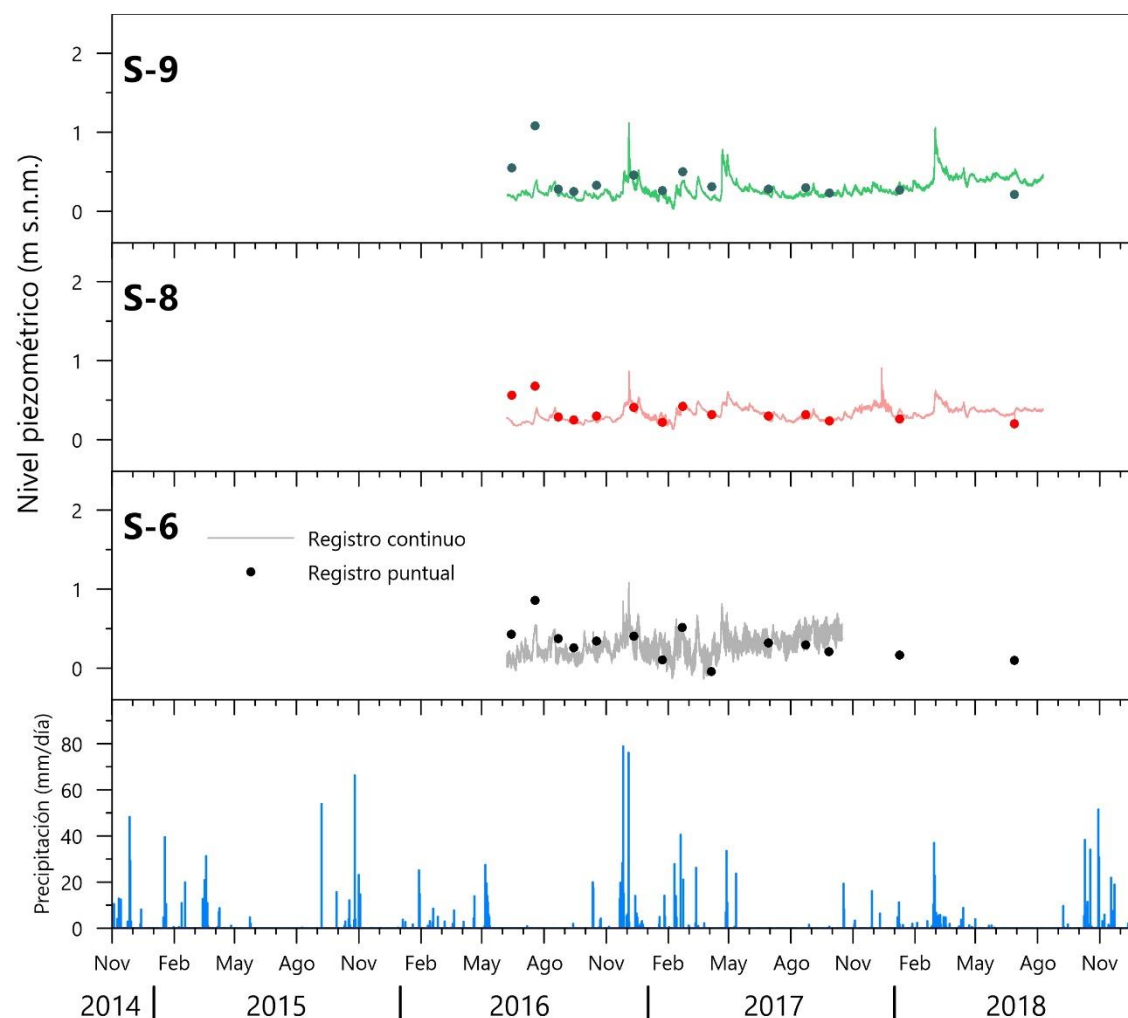 Nivel piezométrico (m s.n.m.)
2
S-9
1
0
2
S-8
1
0
2
S-6
Registro continuo
Registro puntual
1
0
Precipitación (mm/día)
80
60
40
20
0
Nov Feb May Ago Nov Feb May Ago Nov Feb May Ago Nov Feb May Ago Nov
2014 2015 2016 2017 2018